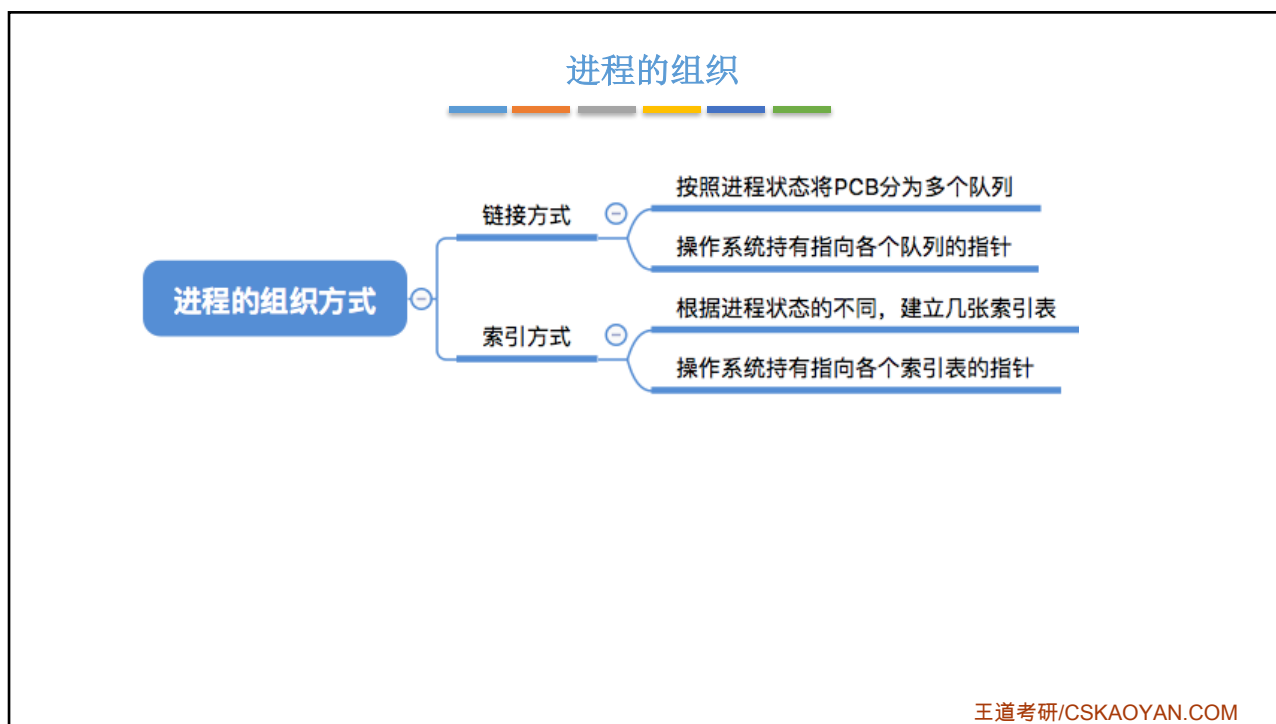 进程的组织
按照进程状态将PCB分为多个队列
链接方式
操作系统持有指向各个队列的指针
进程的组织方式
根据进程状态的不同，建立几张索引表
索引方式
操作系统持有指向各个索引表的指针
王道考研/CSKAOYAN.COM